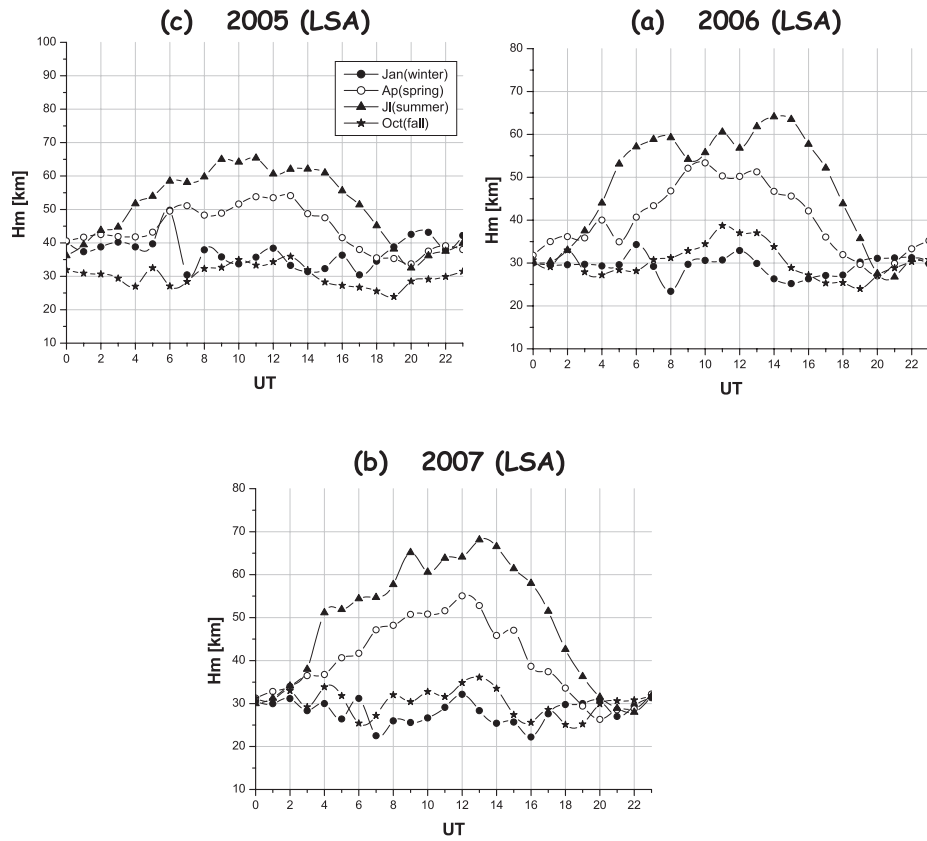 (c) 2005 (LSA)
100
90
80
70
60
50
40
30
20
10
Hm [km]
0 2 4 6 8 10 12 14 16 18 20 22
UT
Jan(winter)
Ap(spring)
Jl(summer)
Oct(fall)
(a) 2006 (LSA)
80
70
60
50
40
30
20
10
Hm [km]
0 2 4 6 8 10 12 14 16 18 20 22
UT
(b) 2007 (LSA)
80
70
60
50
40
30
20
10
Hm [km]
0 2 4 6 8 10 12 14 16 18 20 22
UT